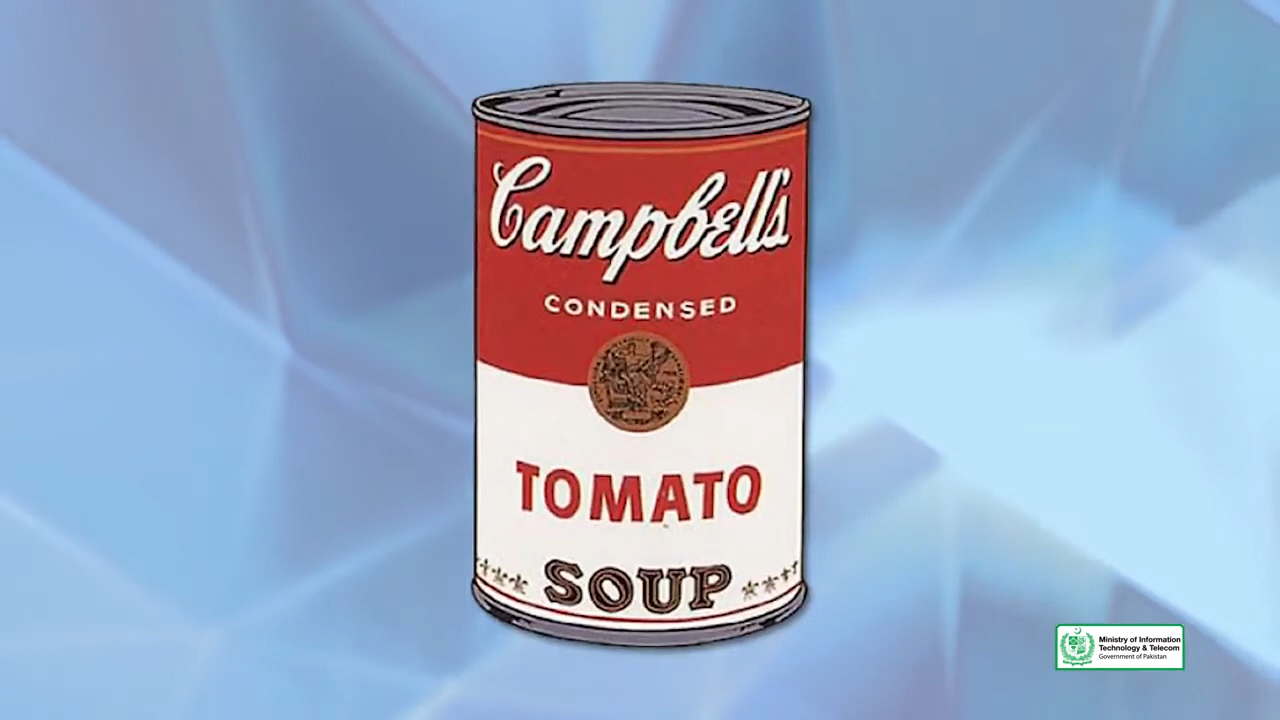 Campbell's
CONDENSED
TOMATO
SOUP
Ministry of Information
Technology & Telecom
Government of Pakistan